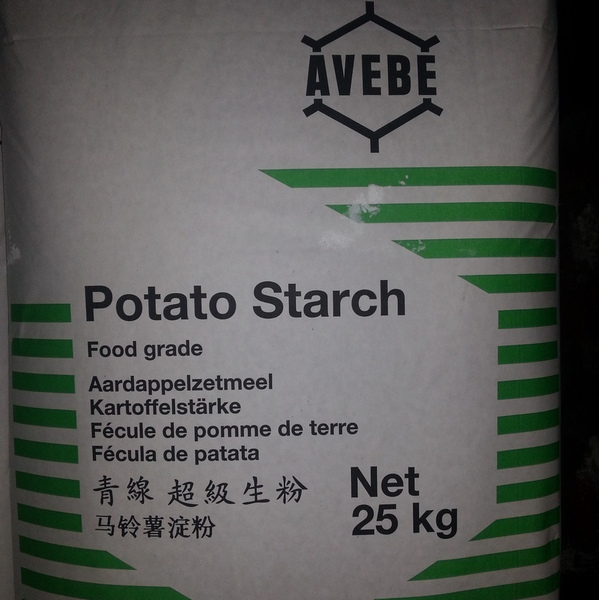 AVEBE
Potato Starch
Food grade
Aardappelzetmeel
Kartoffelstärke
Fécule de pomme de terre
Fécula de patata
青線 超級生粉
马铃薯淀粉
Net
25 kg